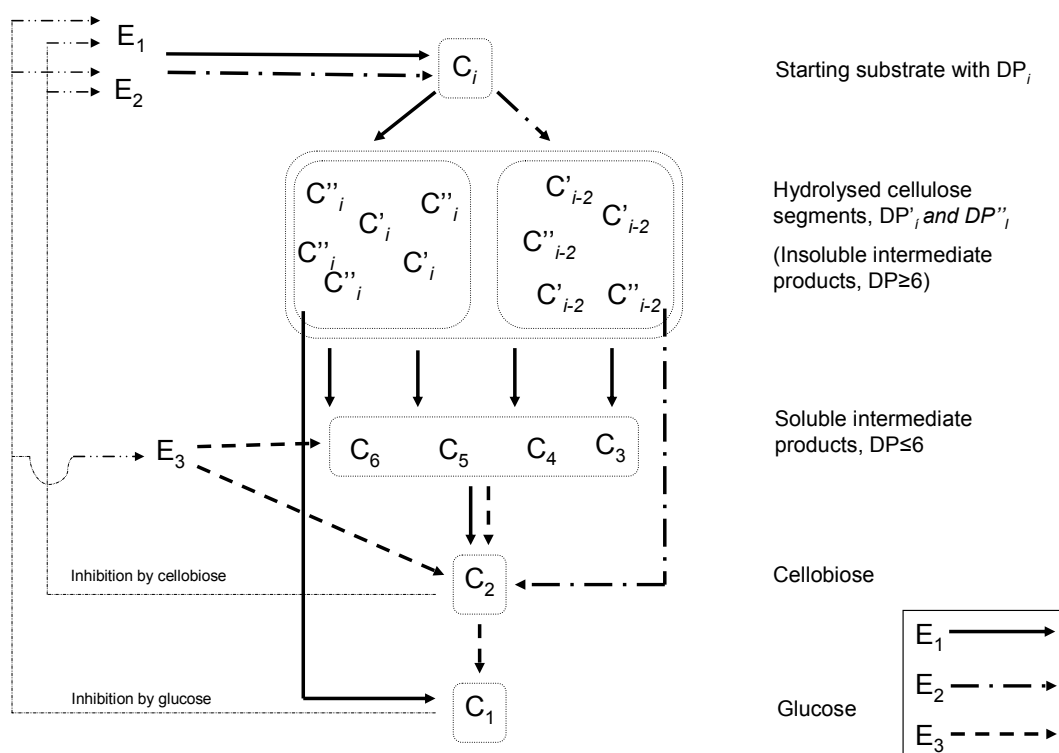 E₁
E₂
Cᵢ
Starting substrate with DPᵢ
C''ᵢ
C'ᵢ
C''ᵢ
C''ᵢ
C''ᵢ
C'ᵢ
C'ᵢ₋₂
C'ᵢ₋₂
C''ᵢ₋₂
C'ᵢ₋₂
C''ᵢ₋₂
Hydrolysed cellulose
segments, DP'ᵢ and DP''ₗ
(Insoluble intermediate
products, DP≥6)
E₃
C₆ C₅ C₄ C₃
Soluble intermediate
products, DP≤6
Inhibition by cellobiose
C₂
Cellobiose
Inhibition by glucose
C₁
Glucose
E₁
E₂
E₃